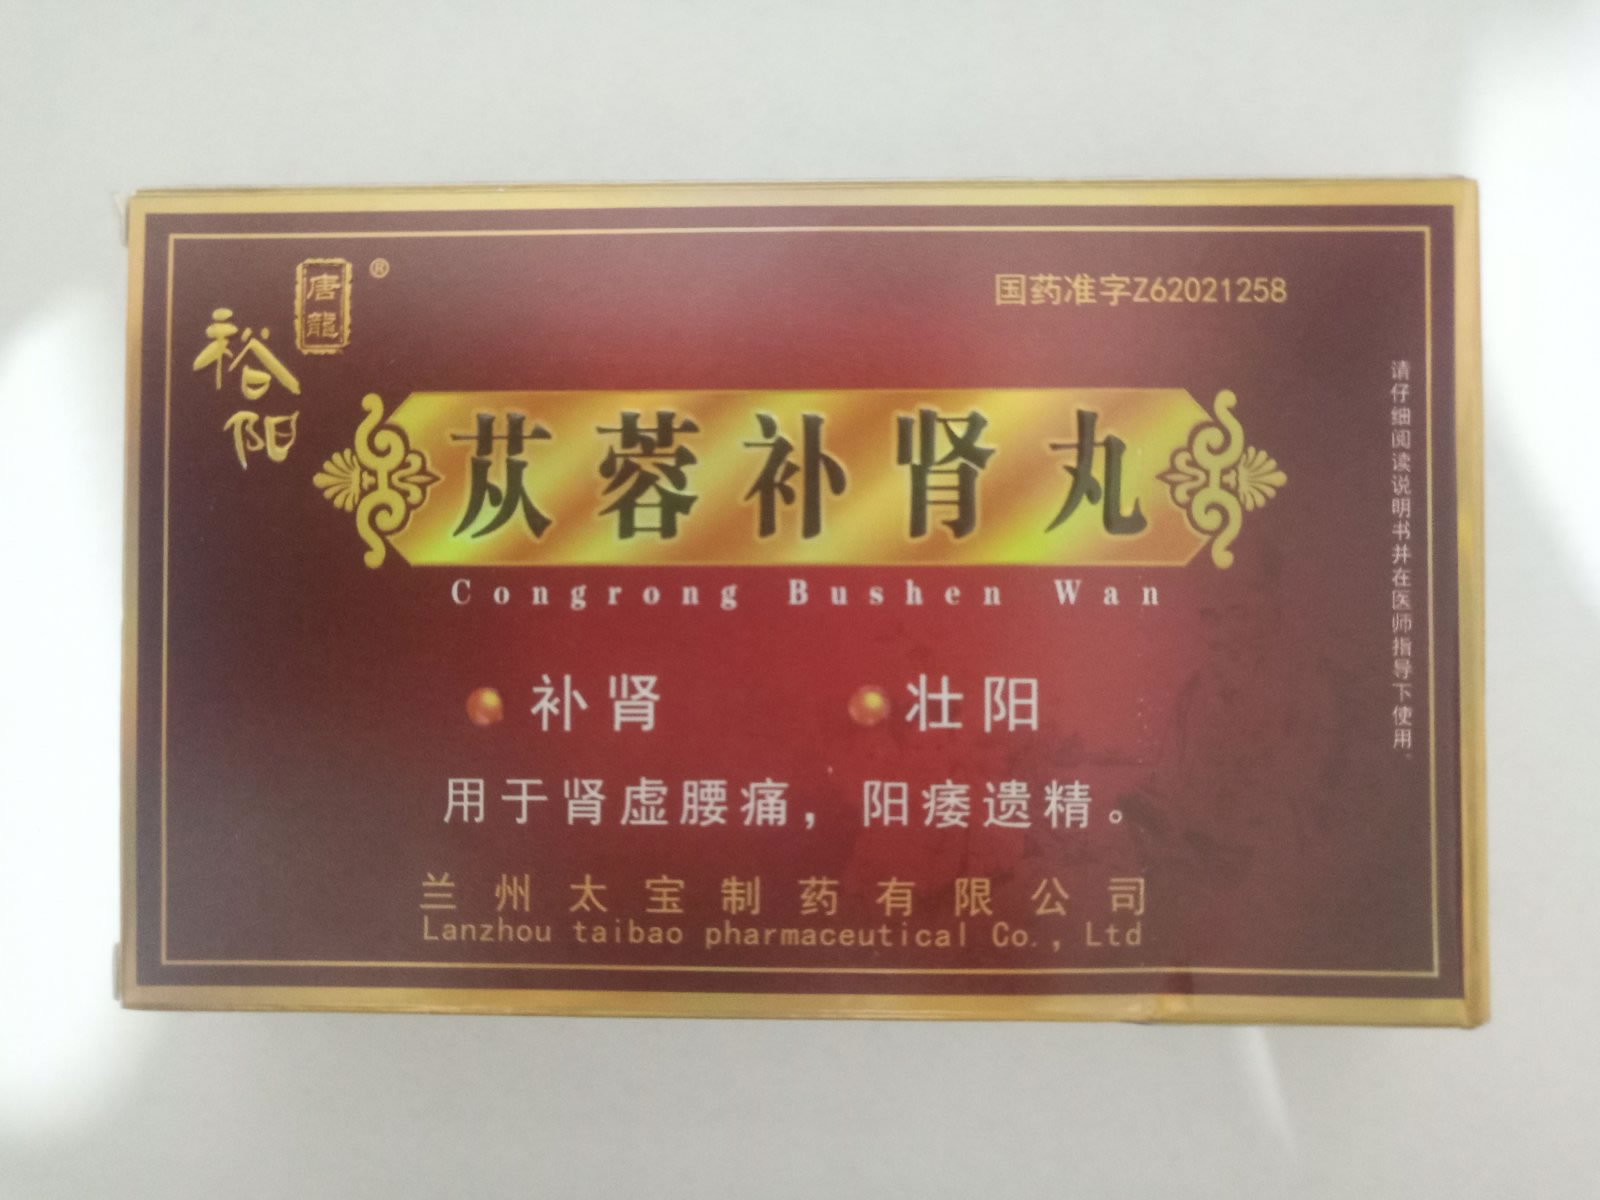 唐龍®
裕阳
国药准字Z62021258
苁蓉补肾丸
Congrong Bushen Wan
补肾 壮阳
用于肾虚腰痛，阳痿遗精。
兰州太宝制药有限公司
Lanzhou taibao pharmaceutical Co., Ltd
请仔细阅读说明书并在医师指导下使用.